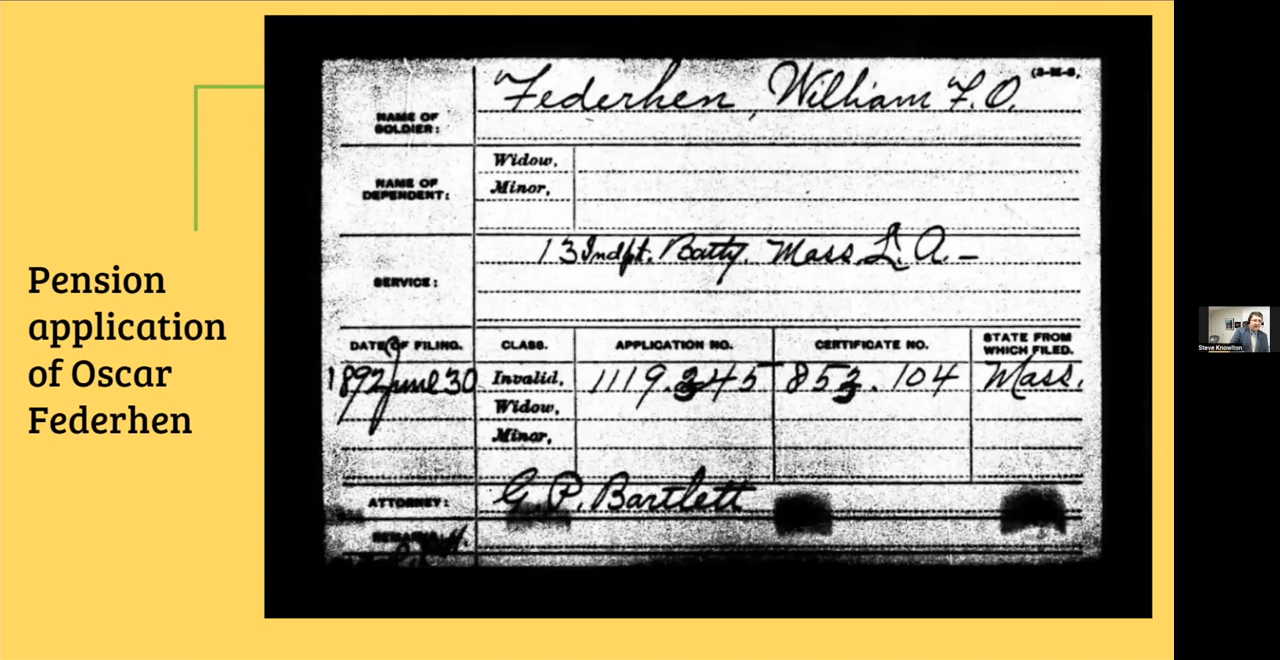 Pension
application
of Oscar
Federhen
(3-M-8,
NAME OF
SOLDIER:
Federhen, William F. O.
NAME OF
DEPENDENT:
Widow,
Minor,
SERVICE:
13 Indpt. Batty. Mass L. A. –
DATE OF FILING. CLASS. APPLICATION NO. CERTIFICATE NO. STATE FROM
WHICH FILED.
1892 June 30 Invalid, 1119.245 853.104 Mass.
Widow,
Minor,
ATTORNEY: G. P. Bartlett
Steve Knowlton